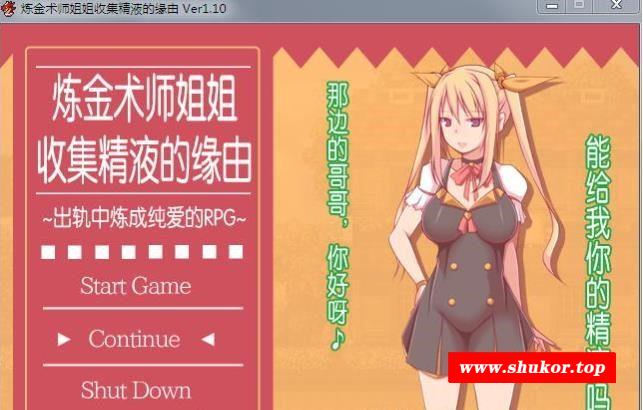 炼金术师姐姐收集精液的缘由 Ver1.10
炼金术师姐姐
收集精液的缘由
~出轨中炼成纯爱的RPG~
Start Game
Continue
Shut Down
那边的哥哥，你好呀♪
能给我你的精
吗
www.shukor.top